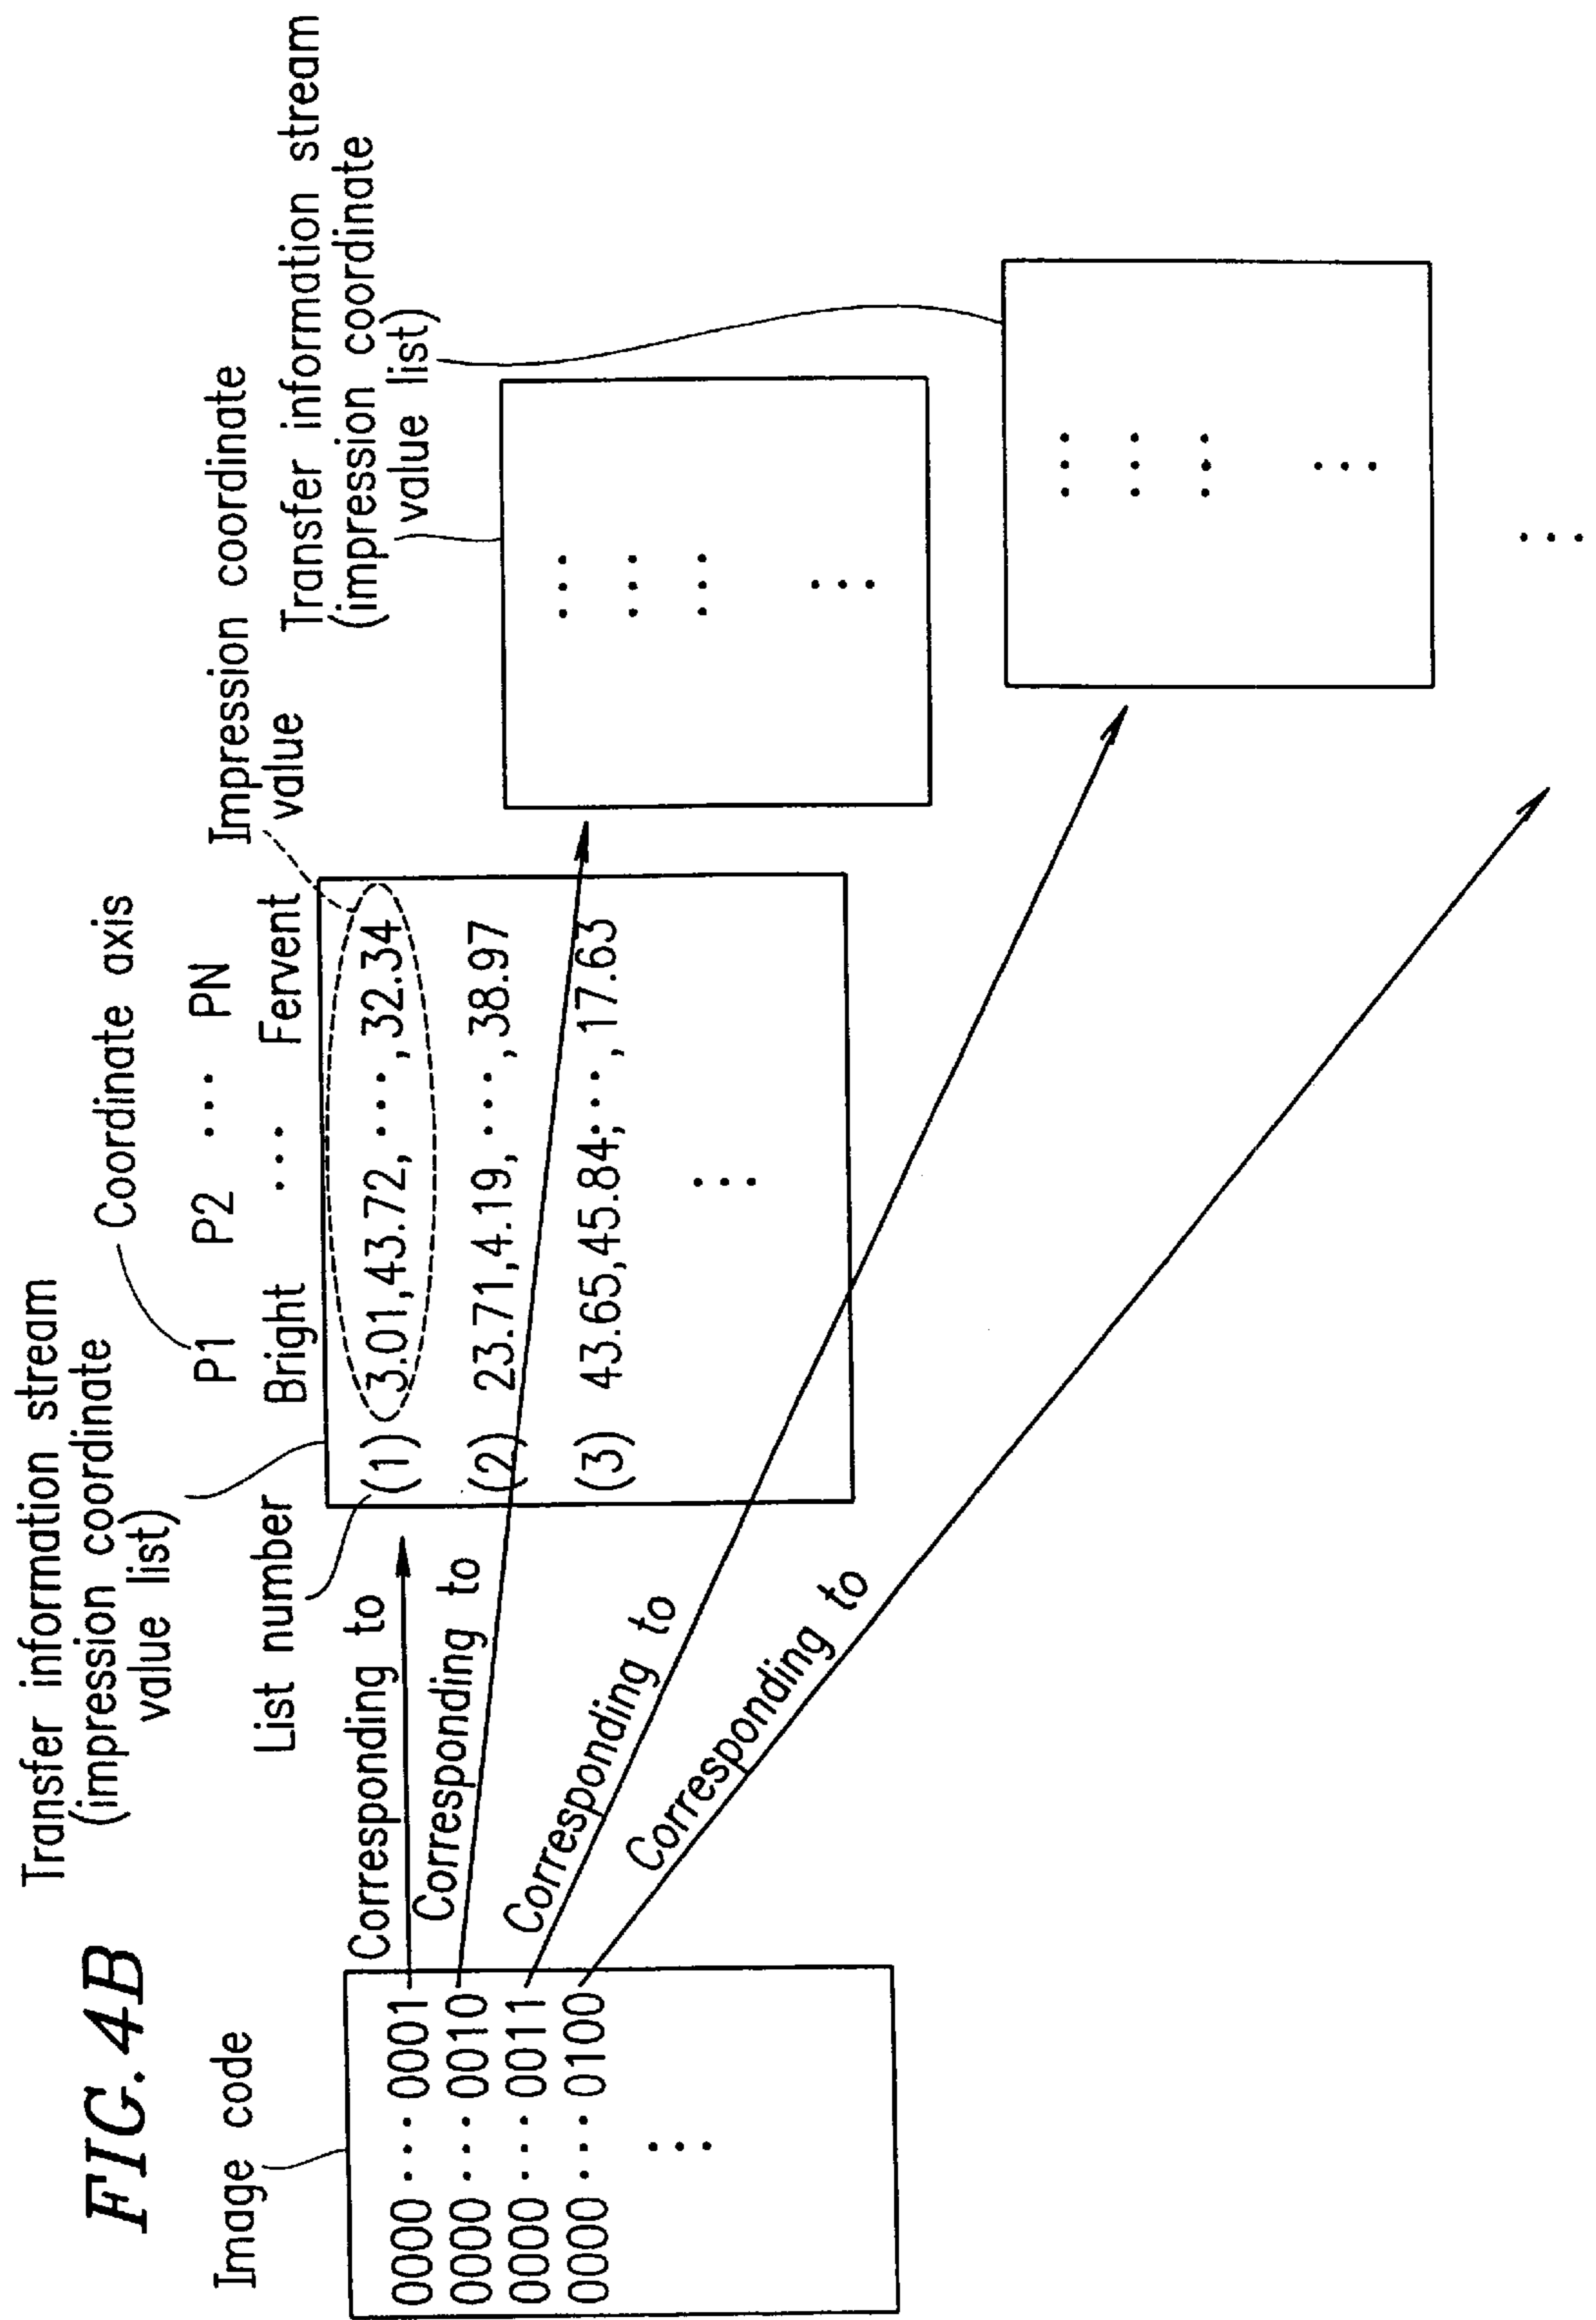 FIG. 4B
Image code
0000 ··· 0001
0000 ··· 0010
0000 ··· 0011
0000 ··· 0100
⋮
Corresponding to
Corresponding to
Corresponding to
Corresponding to
Transfer information stream
(impression coordinate
value list)
List number
Coordinate axis
P1 P2 ··· PN
Bright ··· Fervent
(1) 3.01,43.72, ··· ,32.34
(2) 23.71,4.19, ··· ,38.97
(3) 43.65,45.84, ··· ,17.63
⋮
Impression coordinate
value
Transfer information stream
(impression coordinate
value list)
···
···
···
⋮
···
···
···
⋮
⋮